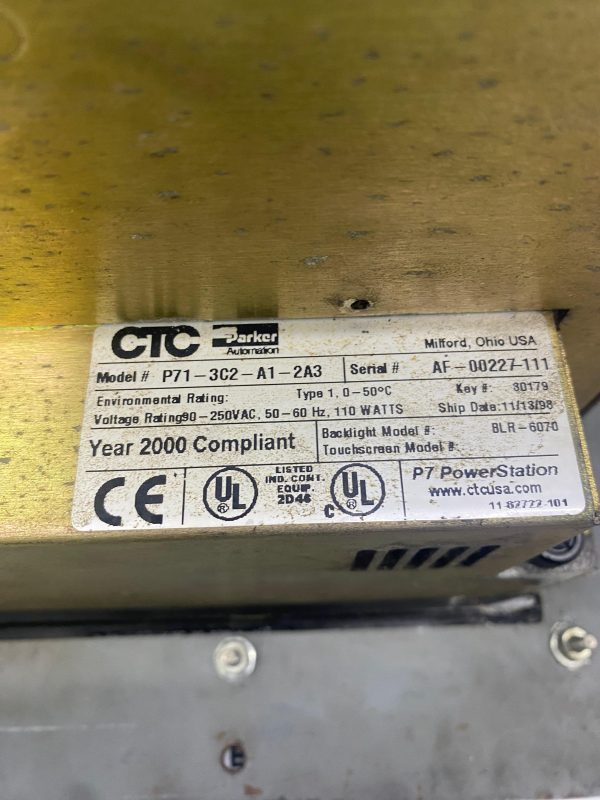 CTC Parker Automation
Milford, Ohio USA
Model # P71-3C2-A1-2A3
Serial # AF-00227-111
Environmental Rating: Type 1, 0-50°C
Key #: 30179
Voltage Rating90-250VAC, 50-60 Hz, 110 WATTS
Ship Date:11/13/98
Year 2000 Compliant
Backlight Model #: BLR-6070
Touchscreen Model #:
CE
UL ®
LISTED
IND. CONT.
EQUIP.
2D46
C UL ®
P7 PowerStation
www.ctcusa.com
11-82772-101